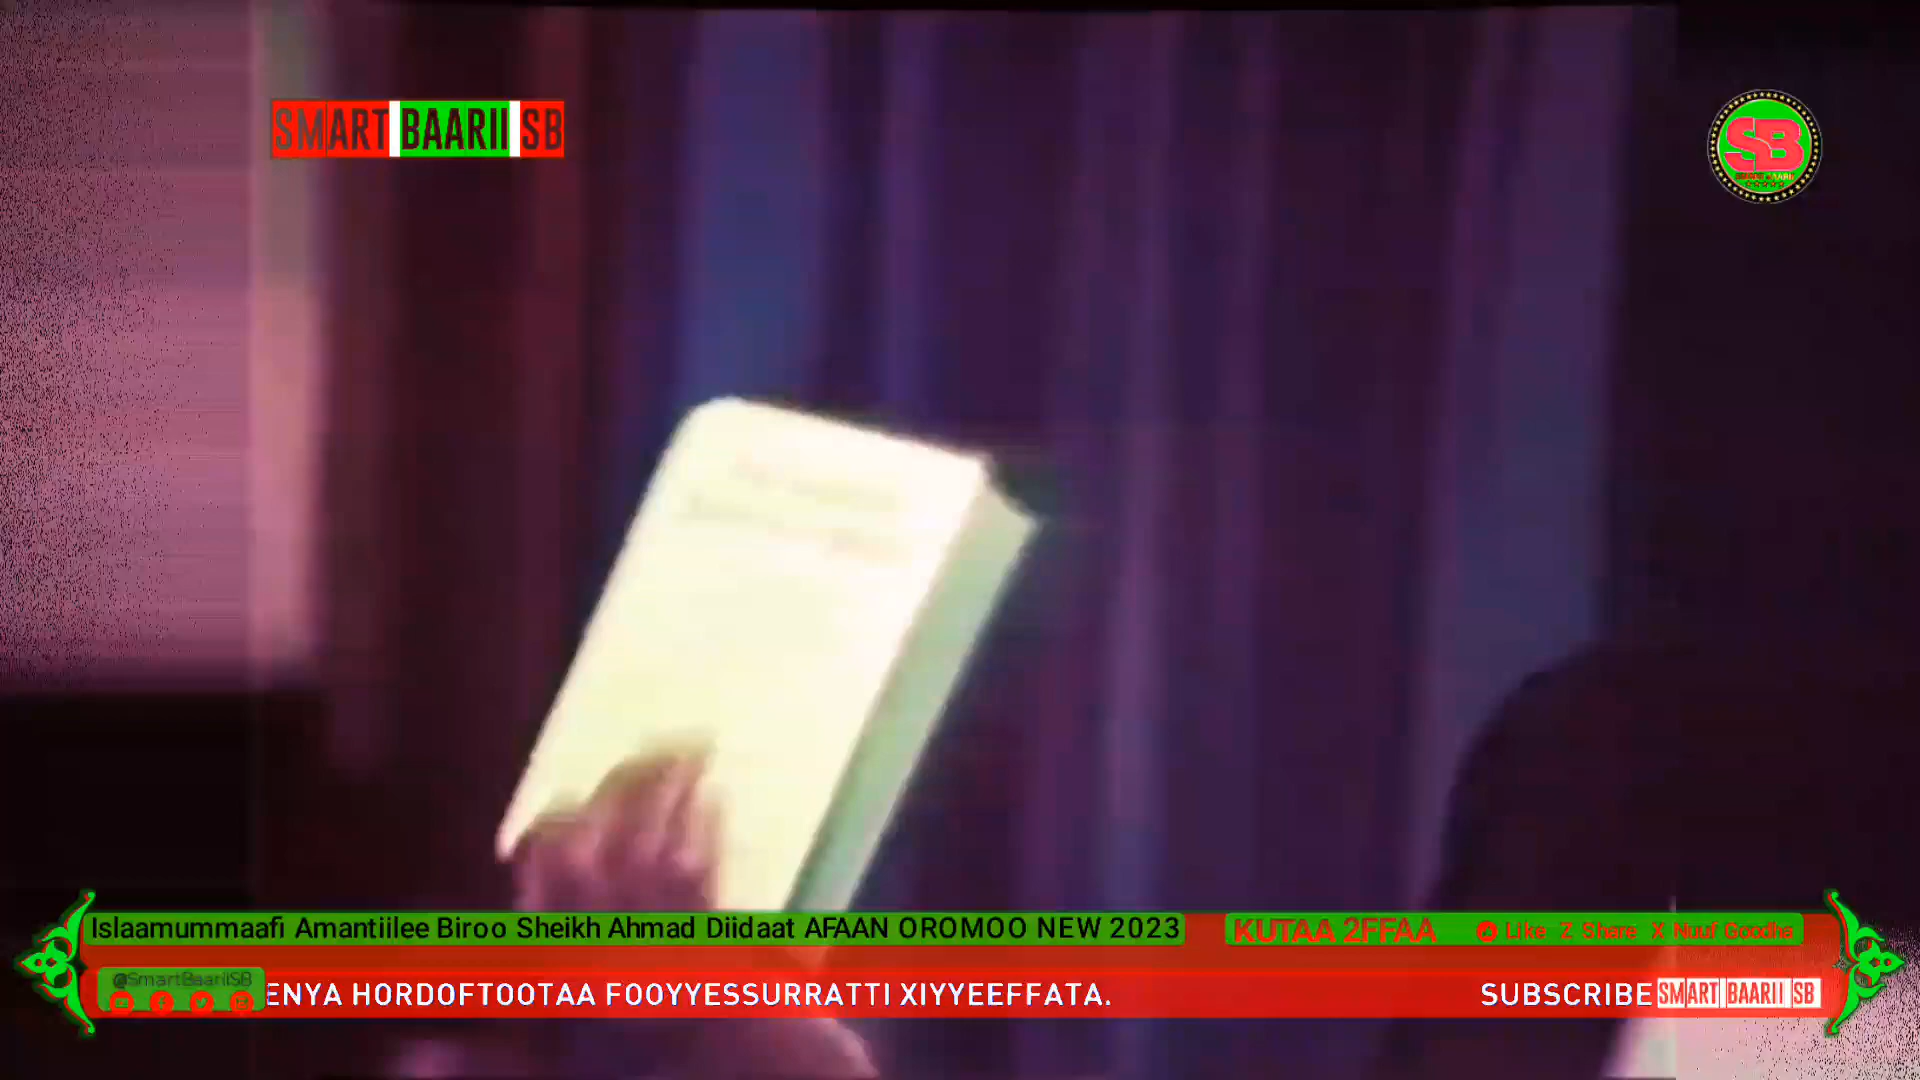 SMART BAARII SB
SB
Islaamummaafi Amantiilee Biroo Sheikh Ahmad Diidaat AFAAN OROMOO NEW 2023
KUTAA 2FFAA
Like Z Share X Nuuf Goodha
@SmartBaariiSB
ENYA HORDOFTOOTAA FOOYYESSURRATTI XIYYEEFFATA.
SUBSCRIBE SMART BAARII SB